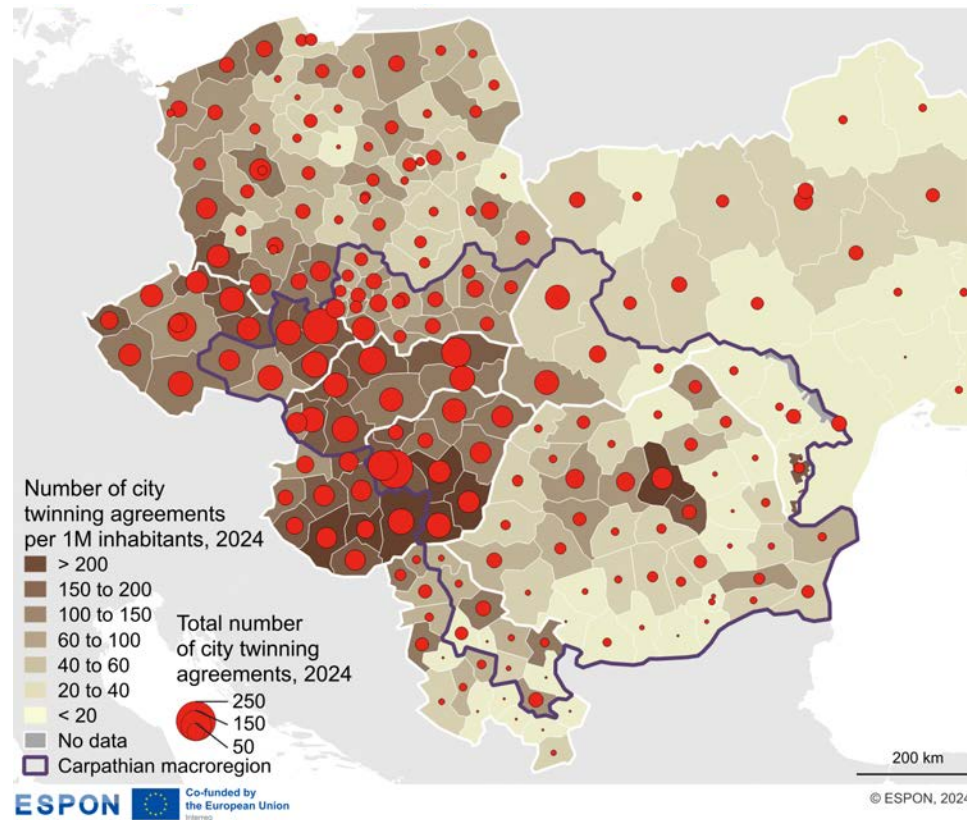 Number of city
twinning agreements
per 1M inhabitants, 2024
> 200
150 to 200
100 to 150
60 to 100
40 to 60
20 to 40
< 20
No data
Carpathian macroregion
Total number
of city twinning
agreements, 2024
250
150
50
200 km
ESPON
Co-funded by
the European Union
Interreg
© ESPON, 2024